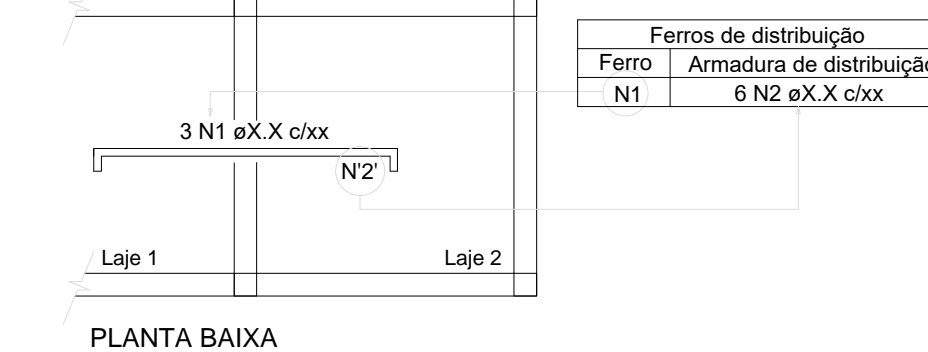 Ferros de distribuição
Ferro Armadura de distribuição
N1 6 N2 øX.X c/xx
3 N1 øX.X c/xx
N'2'
Laje 1 Laje 2
PLANTA BAIXA